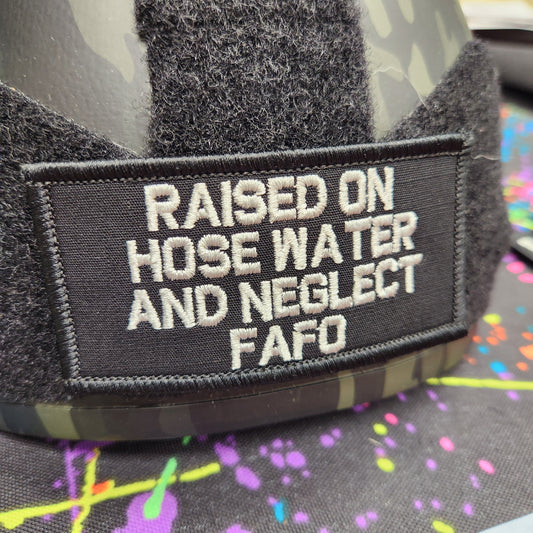 RAISED ON
HOSE WATER
AND NEGLECT
FAFO